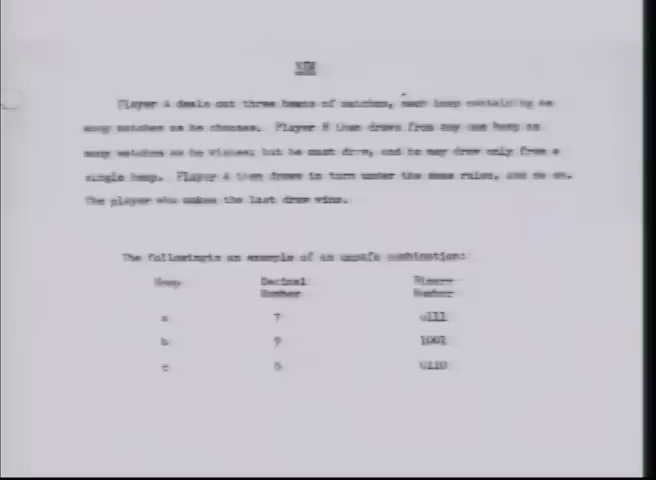 NIM
Player A deals out three heaps of matches, each heap containing as
many matches as he chooses. Player B then draws from any one heap as
many matches as he wishes; but he must draw, and he may draw only from a
single heap. Player A then draws in turn under the same rules, and so on.
The player who makes the last draw wins.
The followingis an example of an unsafe combination:
Heap Decimal Number Binary Number
a 7 0111
b 9 1001
c 6 0110